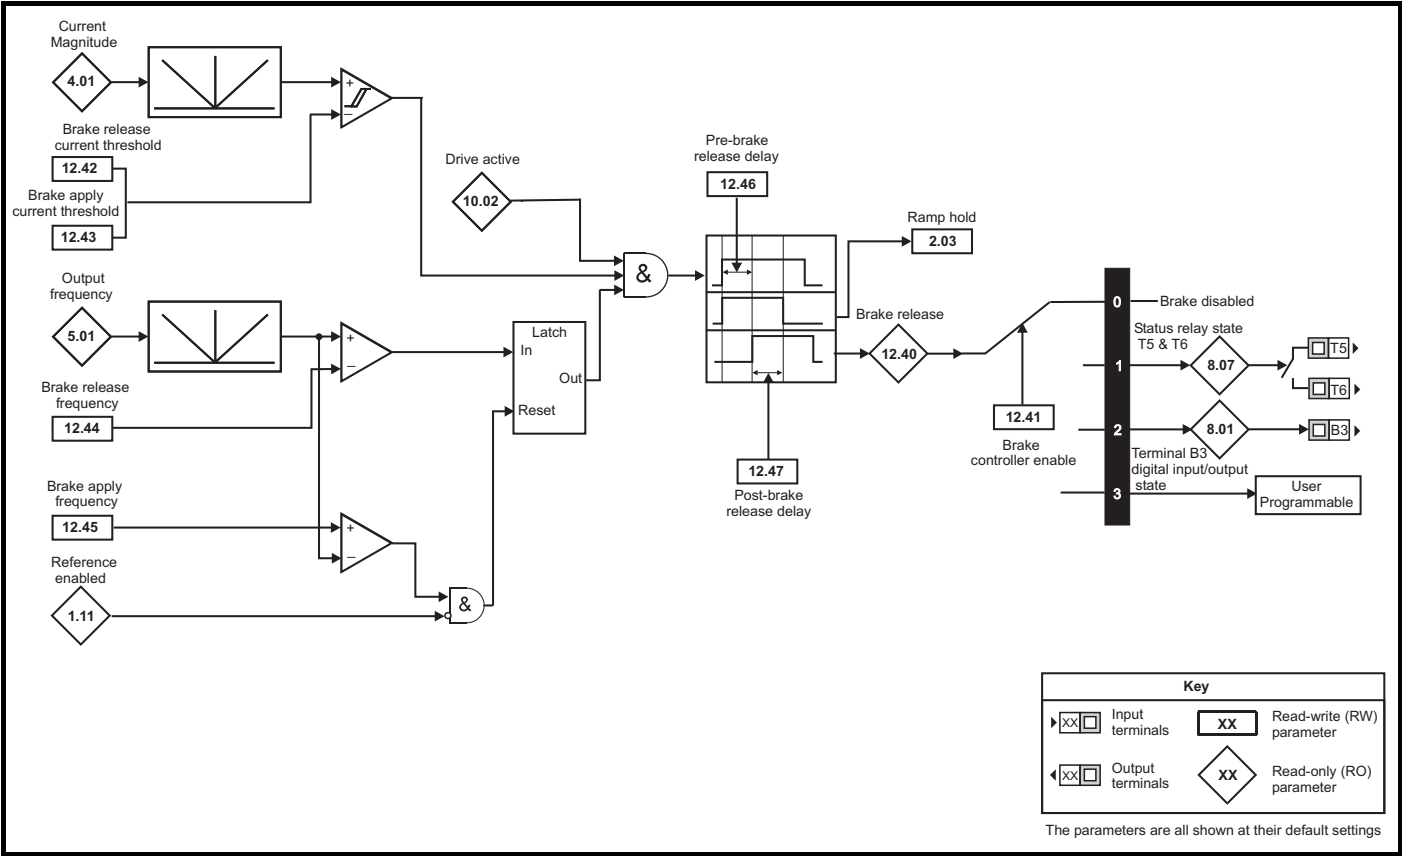 Current
Magnitude
4.01
+
–
Brake release
current threshold
12.42
Brake apply
current threshold
12.43
Output
frequency
5.01
+
–
Brake release
frequency
12.44
Brake apply
frequency
12.45
+
–
Reference
enabled
1.11
&
Latch
In
Out
Reset
Drive active
10.02
&
Pre-brake
release delay
12.46
12.47
Post-brake
release delay
Ramp hold
2.03
Brake release
12.40
12.41
Brake
controller enable
0
Brake disabled
Status relay state
T5 & T6
1
8.07
T5
T6
2
8.01
B3
Terminal B3
digital input/output
state
3
User
Programmable
Key
XX
Input
terminals
XX
Read-write (RW)
parameter
XX
Output
terminals
XX
Read-only (RO)
parameter
The parameters are all shown at their default settings